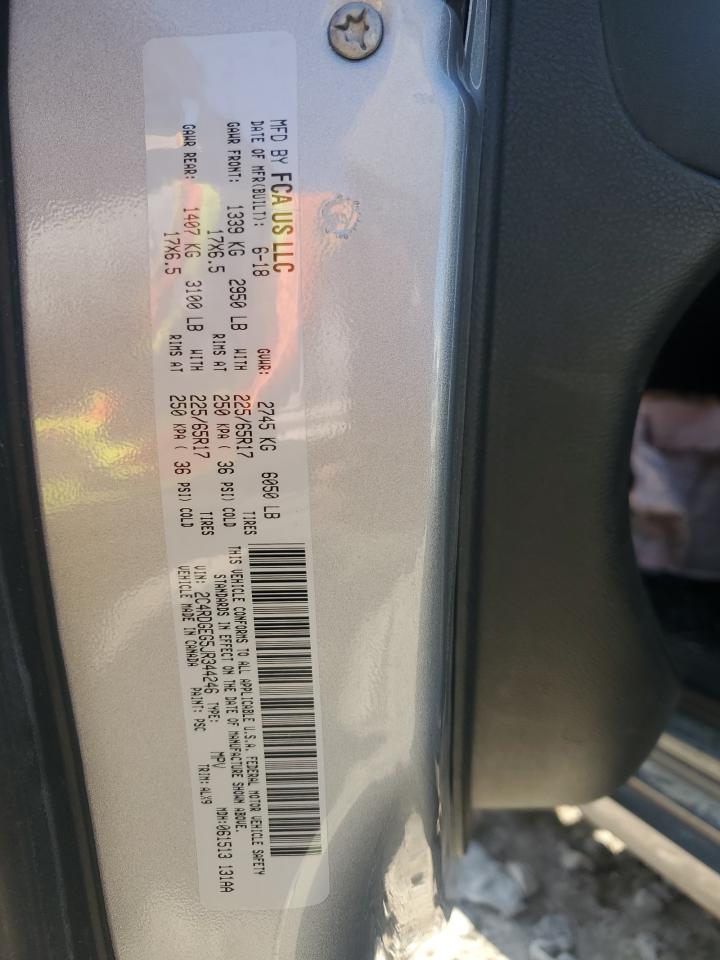 MFD BY FCA US LLC
DATE OF MFR(BUILT): 6-18 GVWR: 2745 KG 6050 LB
GAWR FRONT: 1339 KG 2950 LB WITH 225/65R17 TIRES
17X6.5 RIMS AT 250 KPA ( 36 PSI) COLD
GAWR REAR: 1407 KG 3100 LB WITH 225/65R17 TIRES
17X6.5 RIMS AT 250 KPA ( 36 PSI) COLD
THIS VEHICLE CONFORMS TO ALL APPLICABLE U.S.A. FEDERAL MOTOR VEHICLE SAFETY
STANDARDS IN EFFECT ON THE DATE OF MANUFACTURE SHOWN ABOVE.
VIN: 2C4RDGEG5JR344246 TYPE: MPV MDH:061513 131AA
VEHICLE MADE IN CANADA PAINT: PSC TRIM: ALX9